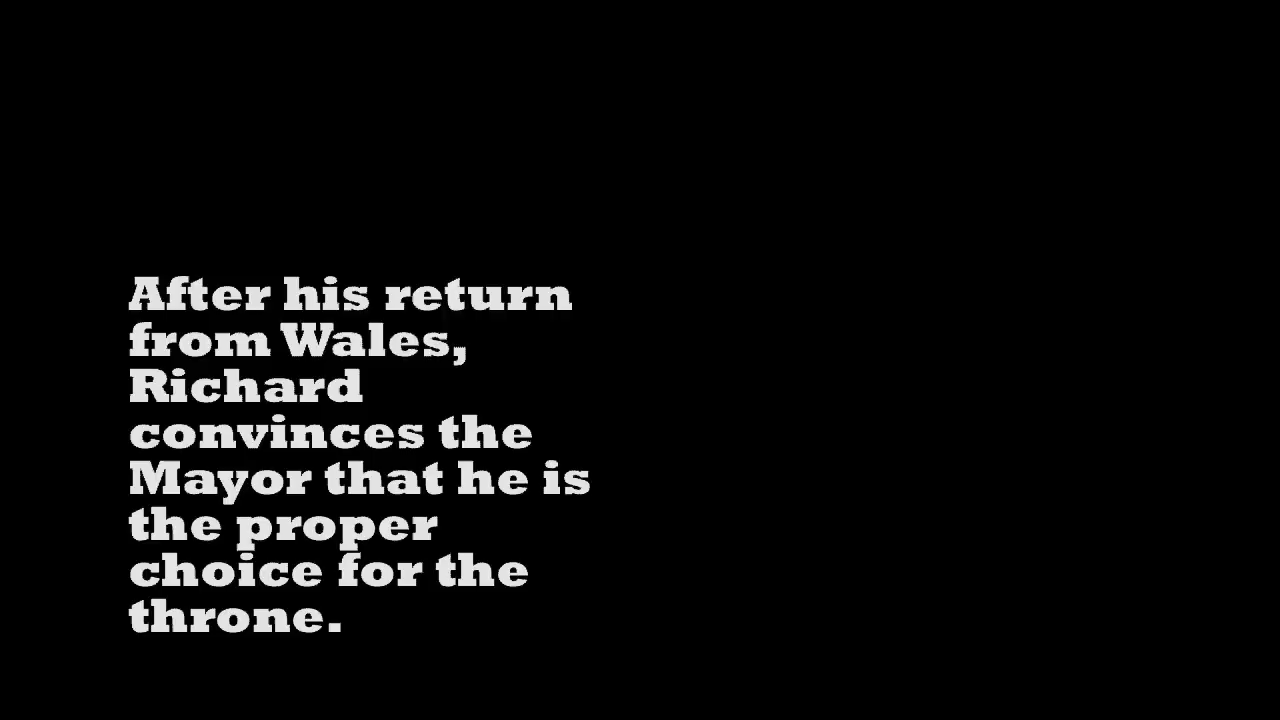 After his return
from Wales,
Richard
convinces the
Mayor that he is
the proper
choice for the
throne.